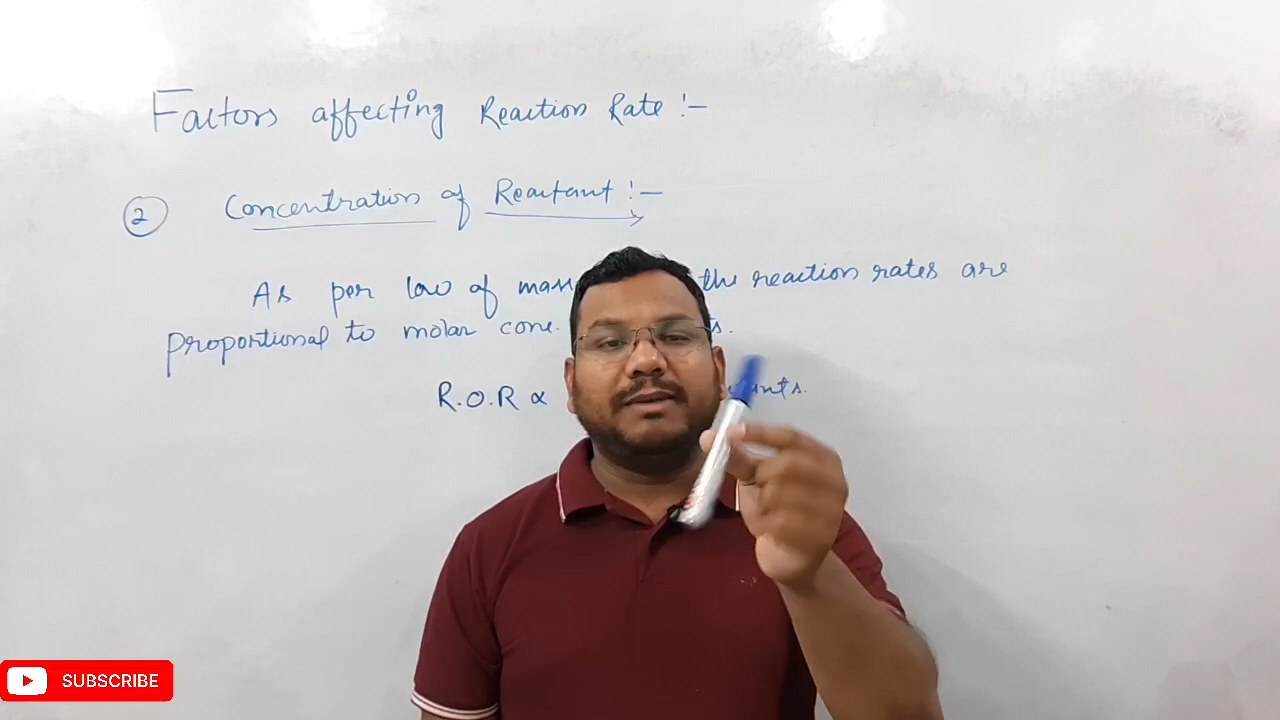 Factors affecting Reaction Rate :-
2 Concentration of Reactant :-
As per law of mass the reaction rates are
proportional to molar conc.
R.O.R ∝
SUBSCRIBE